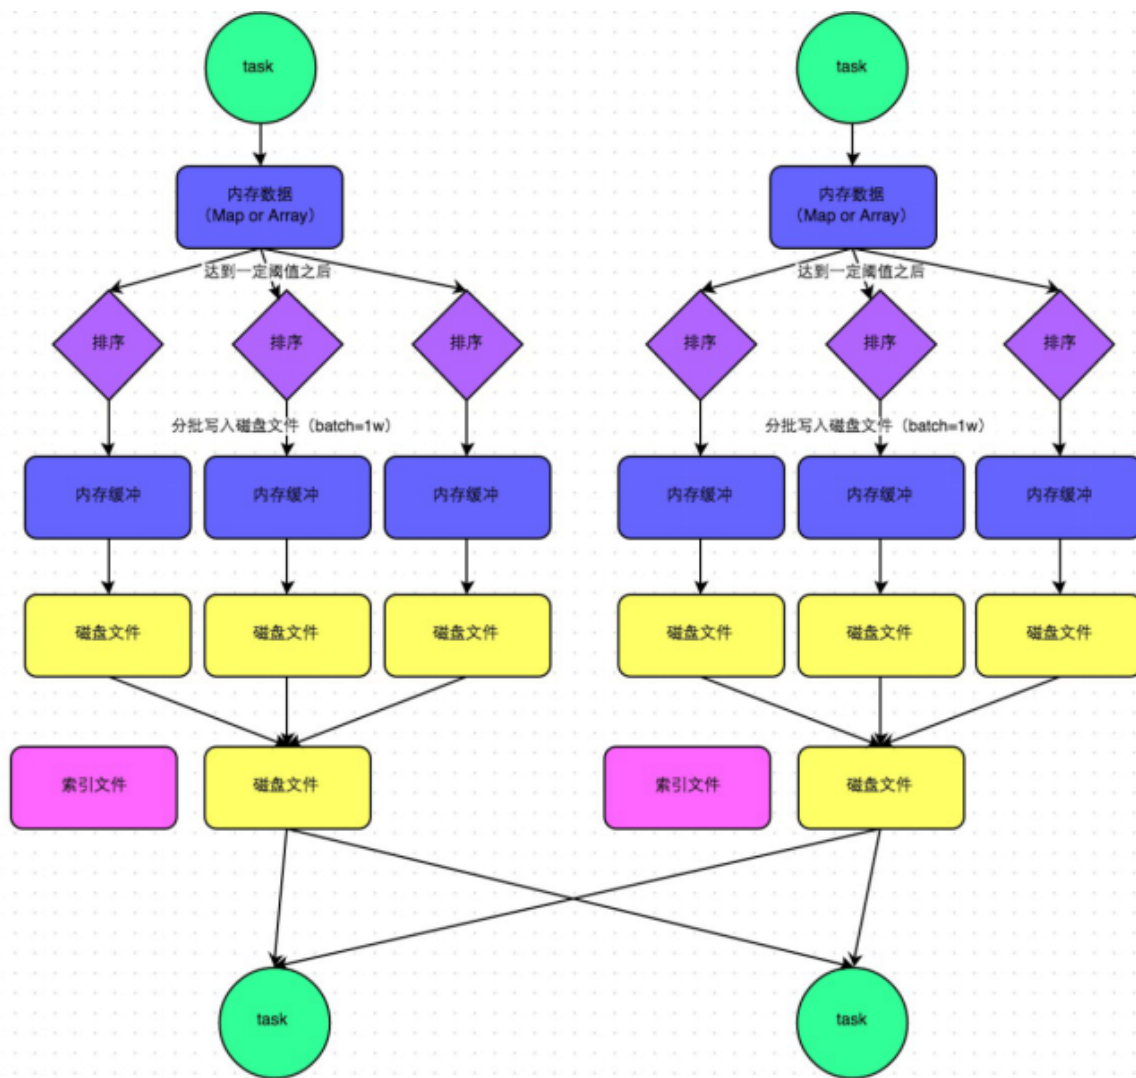 task
task
内存数据
（Map or Array）
内存数据
（Map or Array）
达到一定阈值之后
达到一定阈值之后
排序
排序
排序
排序
排序
排序
分批写入磁盘文件（batch=1w）
分批写入磁盘文件（batch=1w）
内存缓冲
内存缓冲
内存缓冲
内存缓冲
内存缓冲
内存缓冲
磁盘文件
磁盘文件
磁盘文件
磁盘文件
磁盘文件
磁盘文件
索引文件
磁盘文件
索引文件
磁盘文件
task
task